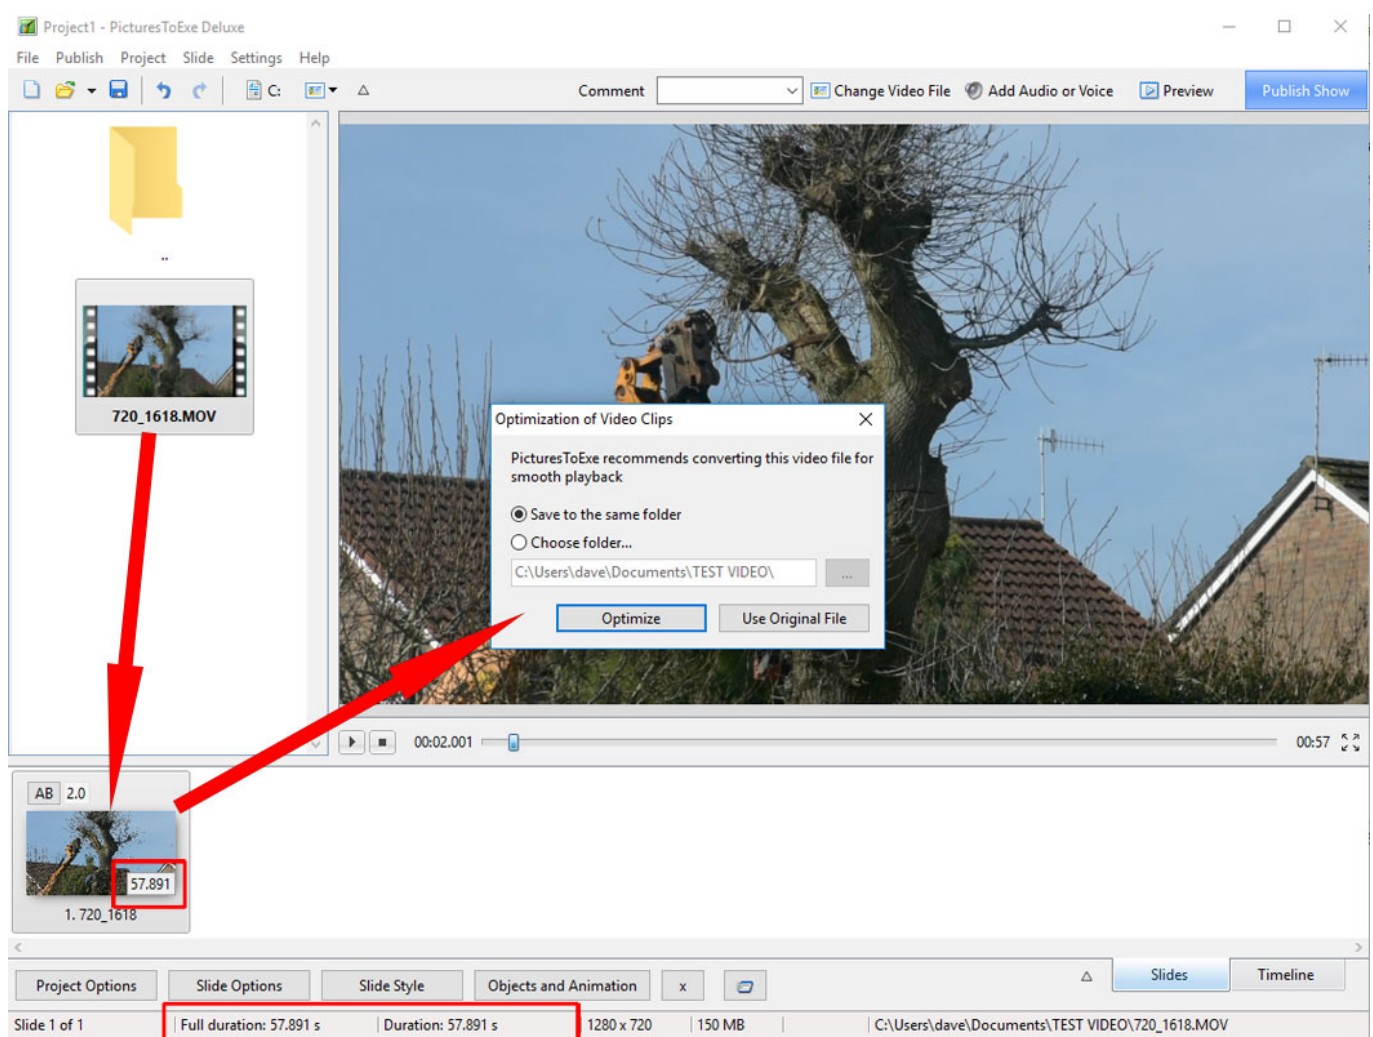 Project1 - PicturesToExe Deluxe
File Publish Project Slide Settings Help
C: Comment Change Video File Add Audio or Voice Preview Publish Show
..
720_1618.MOV
Optimization of Video Clips
PicturesToExe recommends converting this video file for
smooth playback
Save to the same folder
Choose folder...
C:\Users\dave\Documents\TEST VIDEO\ ...
Optimize Use Original File
00:02.001 00:57
AB 2.0
57.891
1. 720_1618
Project Options Slide Options Slide Style Objects and Animation x Slides Timeline
Slide 1 of 1 Full duration: 57.891 s Duration: 57.891 s 1280 x 720 150 MB C:\Users\dave\Documents\TEST VIDEO\720_1618.MOV